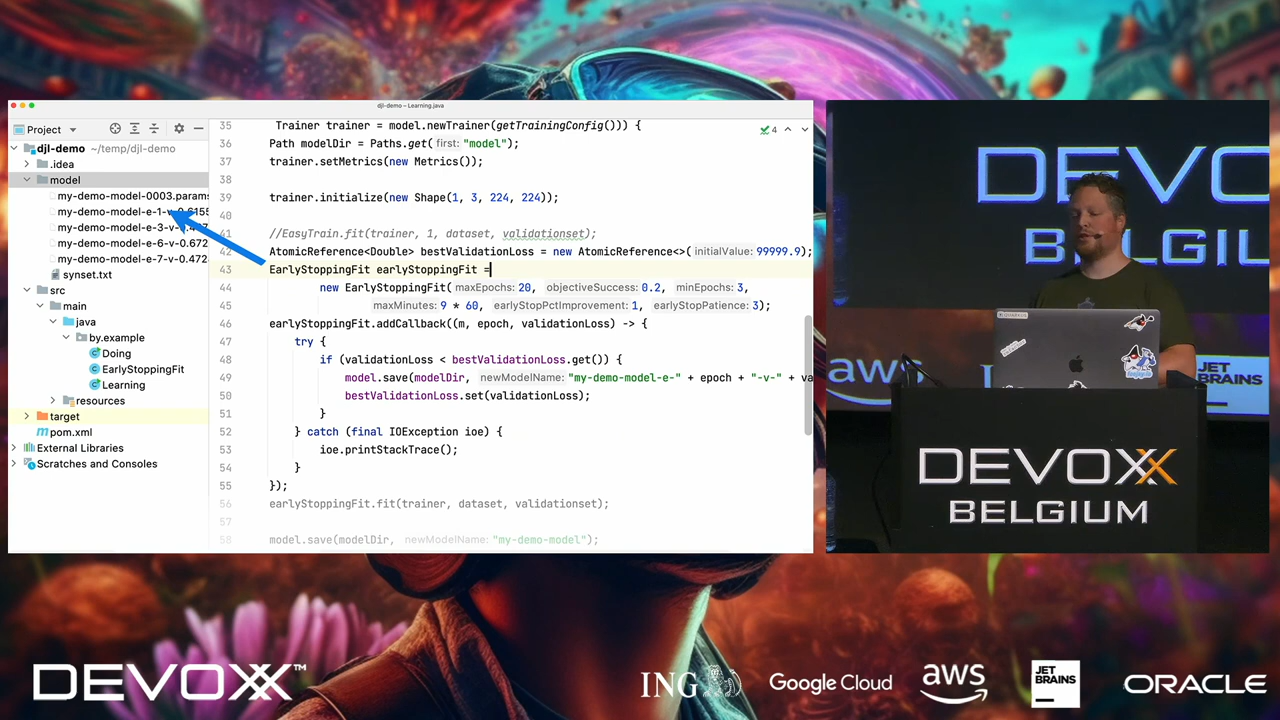 djl-demo – Learning.java
Project
djl-demo ~/temp/djl-demo
.idea
model
my-demo-model-0003.params
my-demo-model-e-1-v-0.6155
my-demo-model-e-3-v-0.4
my-demo-model-e-6-v-0.672
my-demo-model-e-7-v-0.472
synset.txt
src
main
java
by.example
Doing
EarlyStoppingFit
Learning
resources
target
pom.xml
External Libraries
Scratches and Consoles
4
35 Trainer trainer = model.newTrainer(getTrainingConfig())) {
36 Path modelDir = Paths.get( first: "model");
37 trainer.setMetrics(new Metrics());
38
39 trainer.initialize(new Shape(1, 3, 224, 224));
40
41 //EasyTrain.fit(trainer, 1, dataset, validationset);
42 AtomicReference<Double> bestValidationLoss = new AtomicReference<>( initialValue: 99999.9);
43 EarlyStoppingFit earlyStoppingFit =
44 new EarlyStoppingFit( maxEpochs: 20, objectiveSuccess: 0.2, minEpochs: 3,
45 maxMinutes: 9 * 60, earlyStopPctImprovement: 1, earlyStopPatience: 3);
46 earlyStoppingFit.addCallback((m, epoch, validationLoss) -> {
47 try {
48 if (validationLoss < bestValidationLoss.get()) {
49 model.save(modelDir, newModelName: "my-demo-model-e-" + epoch + "-v-" + va
50 bestValidationLoss.set(validationLoss);
51 }
52 } catch (final IOException ioe) {
53 ioe.printStackTrace();
54 }
55 });
56 earlyStoppingFit.fit(trainer, dataset, validationset);
57
58 model.save(modelDir, newModelName: "my-demo-model");
DEVOX
BELGIUM
QUARKUS
aws
JET
BRAINS
DEVOXX
BELGIUM
DEVOXX™
ING
Google Cloud
aws
JET
BRAINS
ORACLE